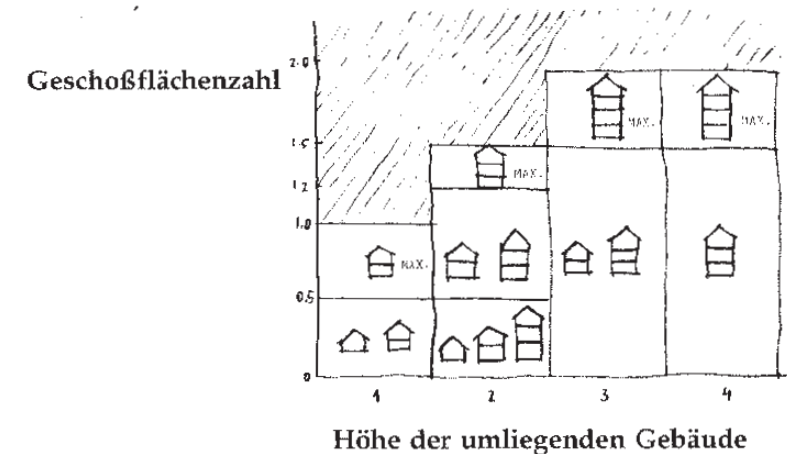 2.0
Geschoßflächenzahl
MAX. MAX.
1.5
MAX.
1.2
1.0
MAX.
0.5
0
1 2 3 4
Höhe der umliegenden Gebäude